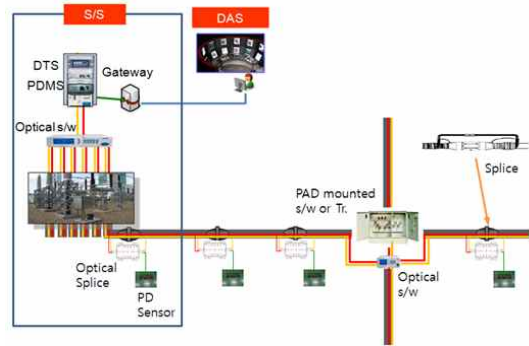 S/S
DAS
DTS
PDMS
Gateway
Optical s/w
PAD mounted
s/w or Tr.
Splice
Optical
Splice
PD
Sensor
Optical
s/w